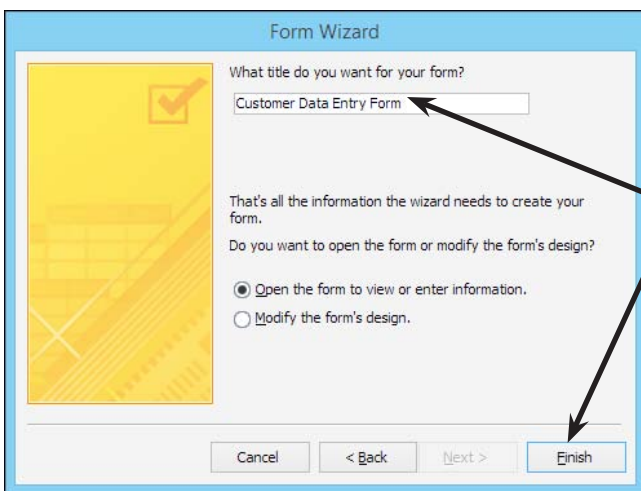 Form Wizard
What title do you want for your form?
Customer Data Entry Form
That's all the information the wizard needs to create your
form.
Do you want to open the form or modify the form's design?
Open the form to view or enter information.
Modify the form's design.
Cancel
< Back
Next >
Finish